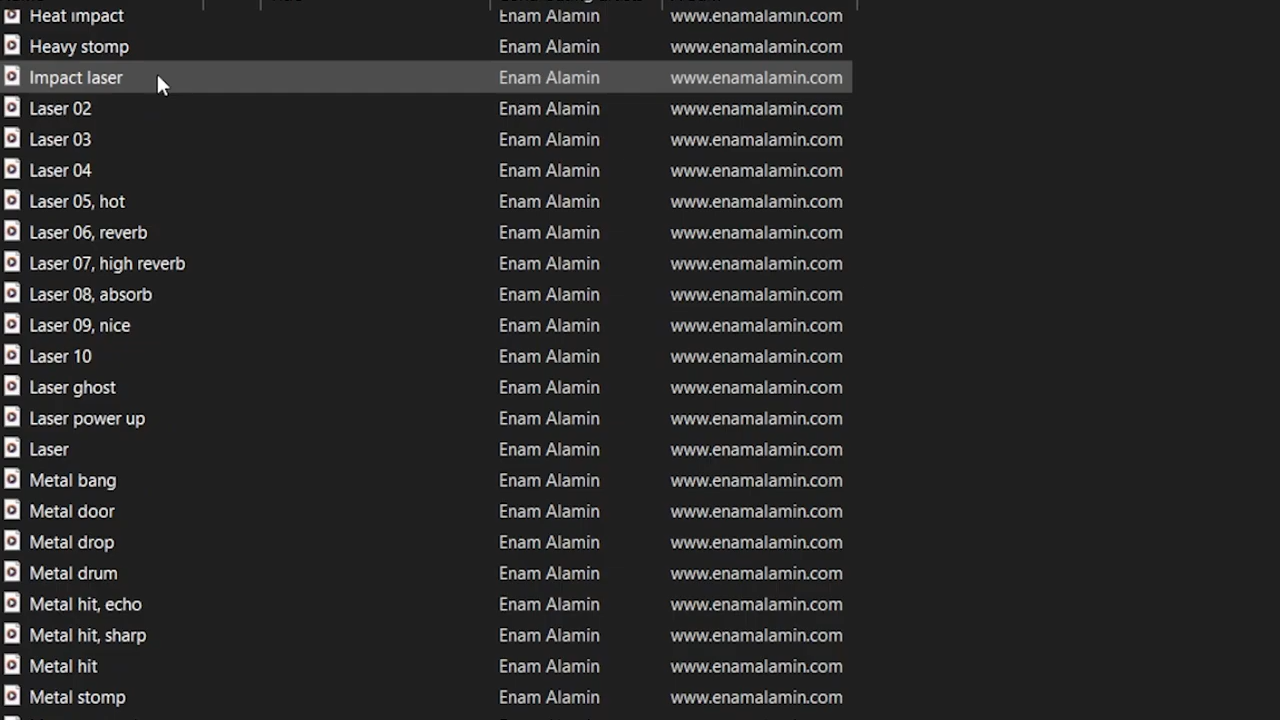 Heat impact Enam Alamin www.enamalamin.com
Heavy stomp Enam Alamin www.enamalamin.com
Impact laser Enam Alamin www.enamalamin.com
Laser 02 Enam Alamin www.enamalamin.com
Laser 03 Enam Alamin www.enamalamin.com
Laser 04 Enam Alamin www.enamalamin.com
Laser 05, hot Enam Alamin www.enamalamin.com
Laser 06, reverb Enam Alamin www.enamalamin.com
Laser 07, high reverb Enam Alamin www.enamalamin.com
Laser 08, absorb Enam Alamin www.enamalamin.com
Laser 09, nice Enam Alamin www.enamalamin.com
Laser 10 Enam Alamin www.enamalamin.com
Laser ghost Enam Alamin www.enamalamin.com
Laser power up Enam Alamin www.enamalamin.com
Laser Enam Alamin www.enamalamin.com
Metal bang Enam Alamin www.enamalamin.com
Metal door Enam Alamin www.enamalamin.com
Metal drop Enam Alamin www.enamalamin.com
Metal drum Enam Alamin www.enamalamin.com
Metal hit, echo Enam Alamin www.enamalamin.com
Metal hit, sharp Enam Alamin www.enamalamin.com
Metal hit Enam Alamin www.enamalamin.com
Metal stomp Enam Alamin www.enamalamin.com